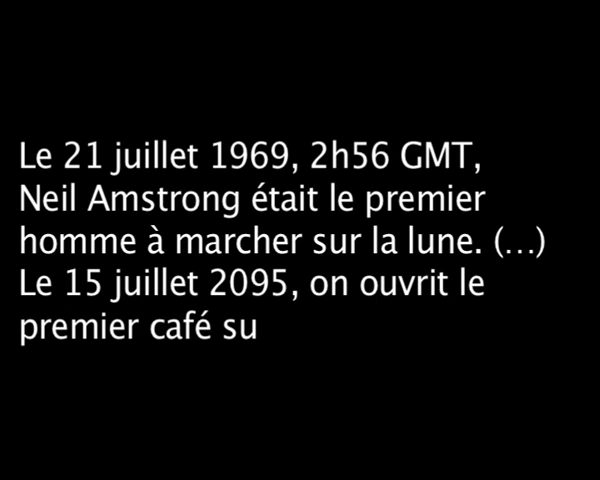 Le 21 juillet 1969, 2h56 GMT,
Neil Amstrong était le premier
homme à marcher sur la lune. (...)
Le 15 juillet 2095, on ouvrit le
premier café su